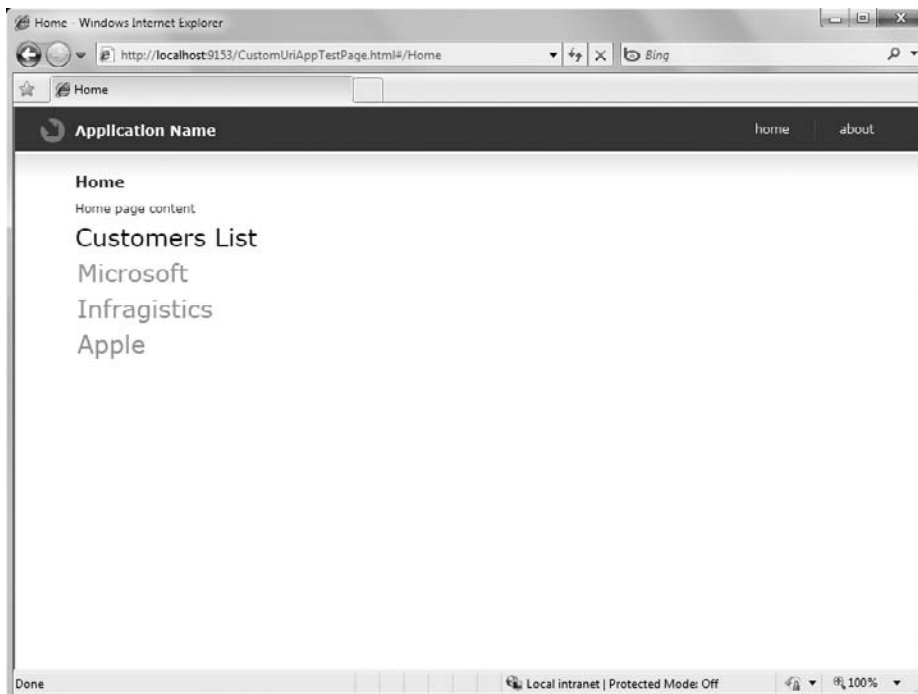 Home - Windows Internet Explorer
http://localhost:9153/CustomUriAppTestPage.html#/Home
Bing
Home
Application Name
home
about
Home
Home page content
Customers List
Microsoft
Infragistics
Apple
Done
Local intranet | Protected Mode: Off
100%